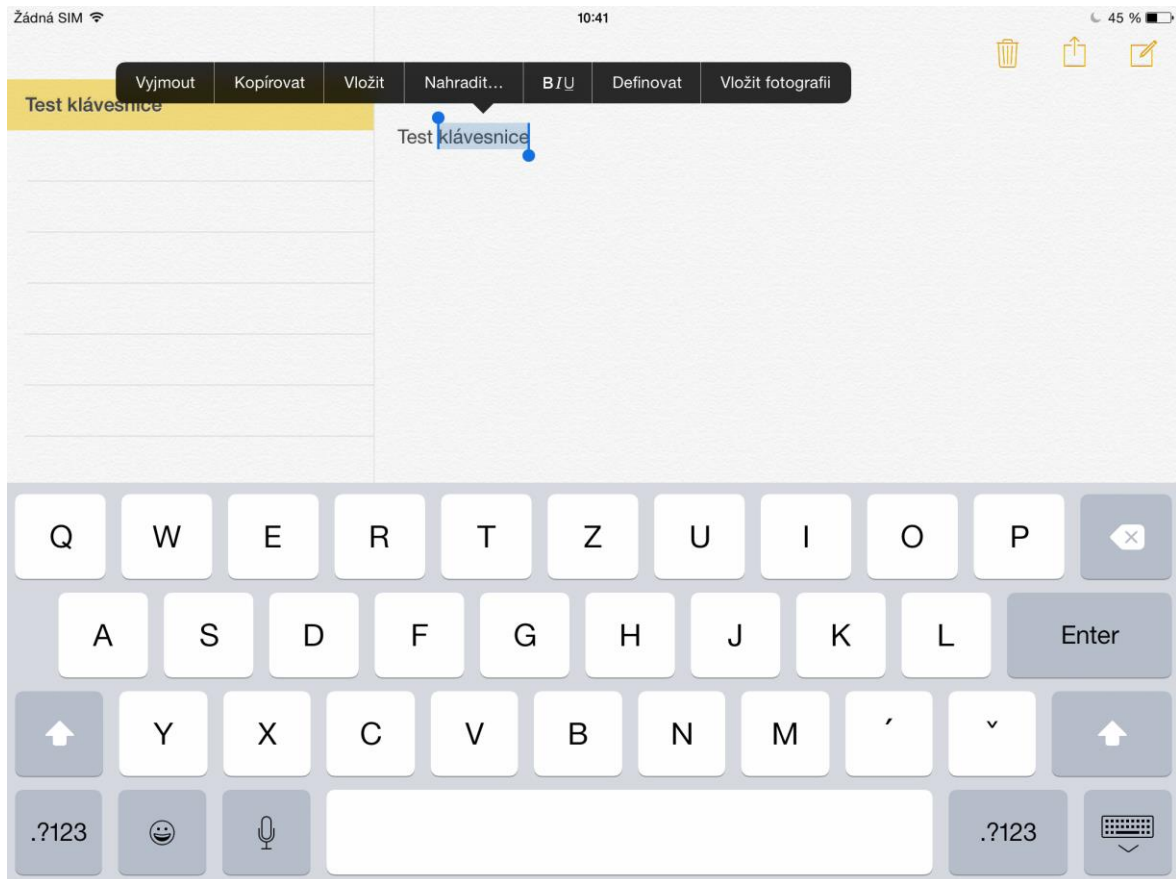 Žádná SIM 10:41 45 %
Vyjmout Kopírovat Vložit Nahradit... BIU Definovat Vložit fotografii
Test klávesnice
Test klávesnice
Q W E R T Z U I O P
A S D F G H J K L Enter
Y X C V B N M ´ ˇ
.?123 .?123